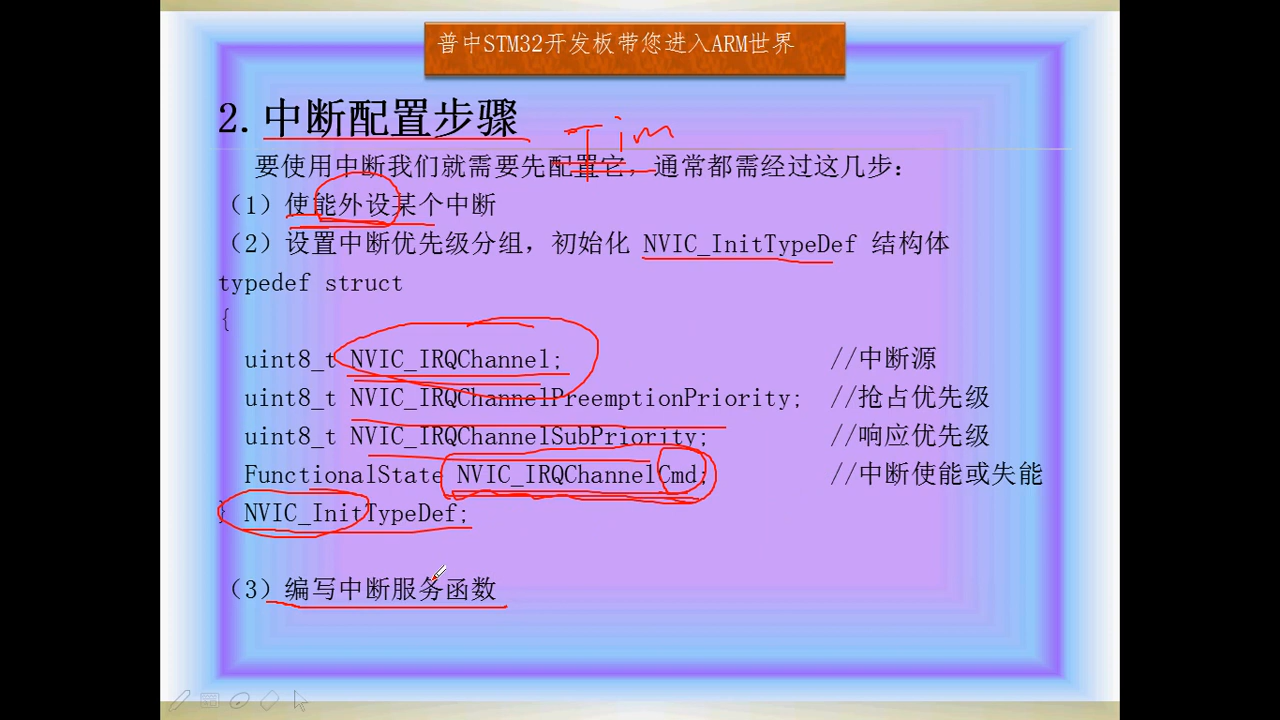 普中STM32开发板带您进入ARM世界
2.中断配置步骤
Tim
要使用中断我们就需要先配置它，通常都需经过这几步：
（1）使能外设某个中断
（2）设置中断优先级分组，初始化 NVIC_InitTypeDef 结构体
typedef struct
{
uint8_t NVIC_IRQChannel; //中断源
uint8_t NVIC_IRQChannelPreemptionPriority; //抢占优先级
uint8_t NVIC_IRQChannelSubPriority; //响应优先级
FunctionalState NVIC_IRQChannelCmd; //中断使能或失能
} NVIC_InitTypeDef;
（3）编写中断服务函数